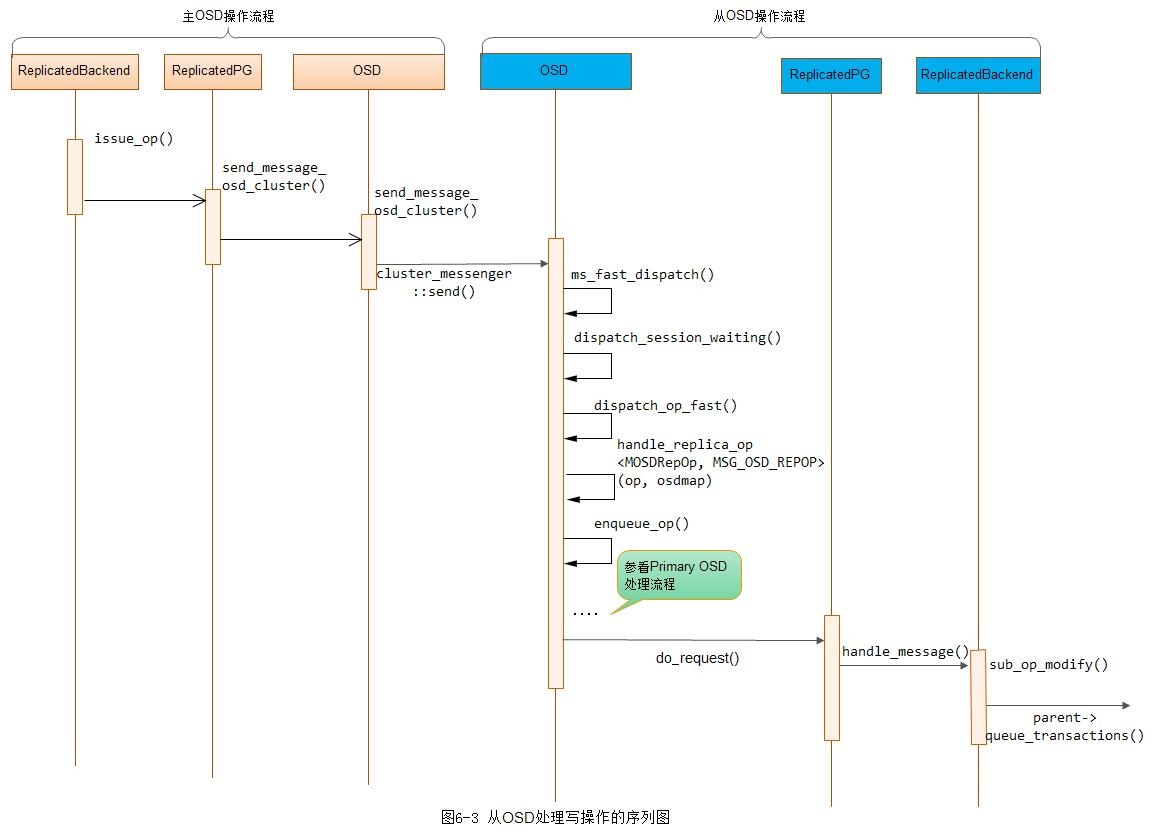 主OSD操作流程
从OSD操作流程
ReplicatedBackend
ReplicatedPG
OSD
OSD
ReplicatedPG
ReplicatedBackend
issue_op()
send_message_
osd_cluster()
send_message_
osd_cluster()
cluster_messenger
::send()
ms_fast_dispatch()
dispatch_session_waiting()
dispatch_op_fast()
handle_replica_op
<MOSDRepOp, MSG_OSD_REPOP>
(op, osdmap)
enqueue_op()
参看Primary OSD
处理流程
....
do_request()
handle_message()
sub_op_modify()
parent->
queue_transactions()
图6-3 从OSD处理写操作的序列图